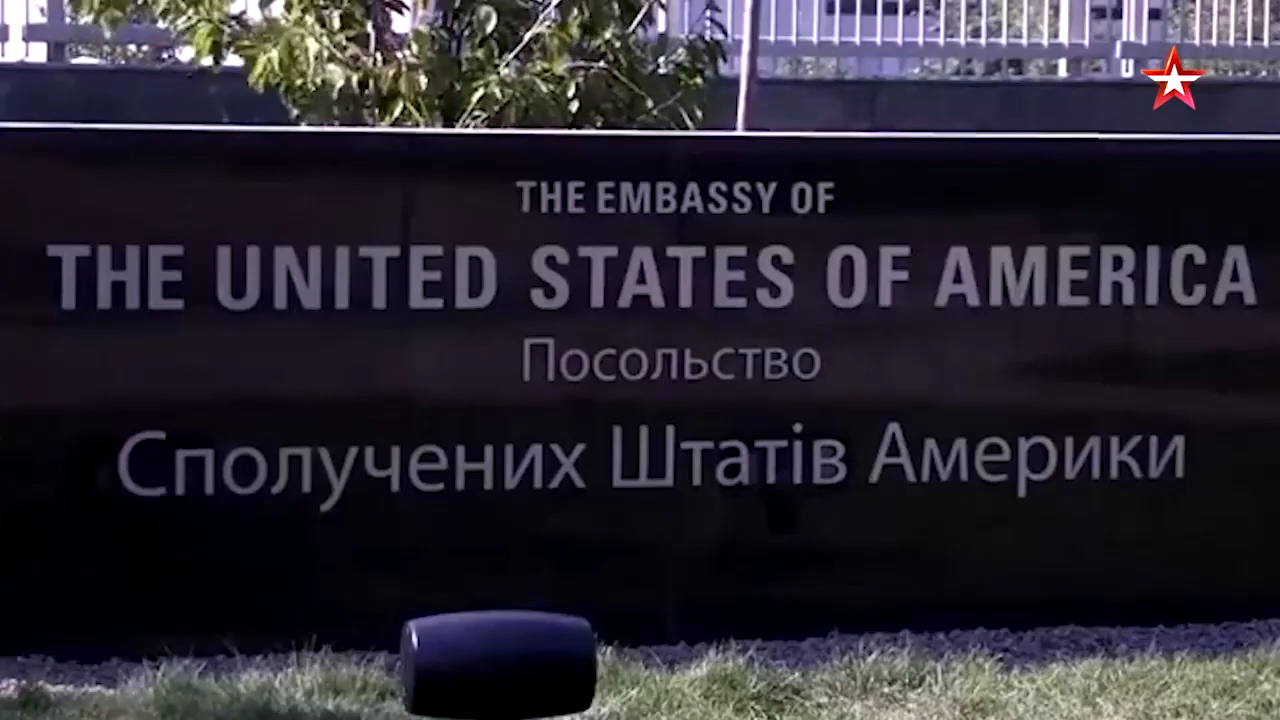 THE EMBASSY OF
THE UNITED STATES OF AMERICA
Посольство
Сполучених Штатів Америки